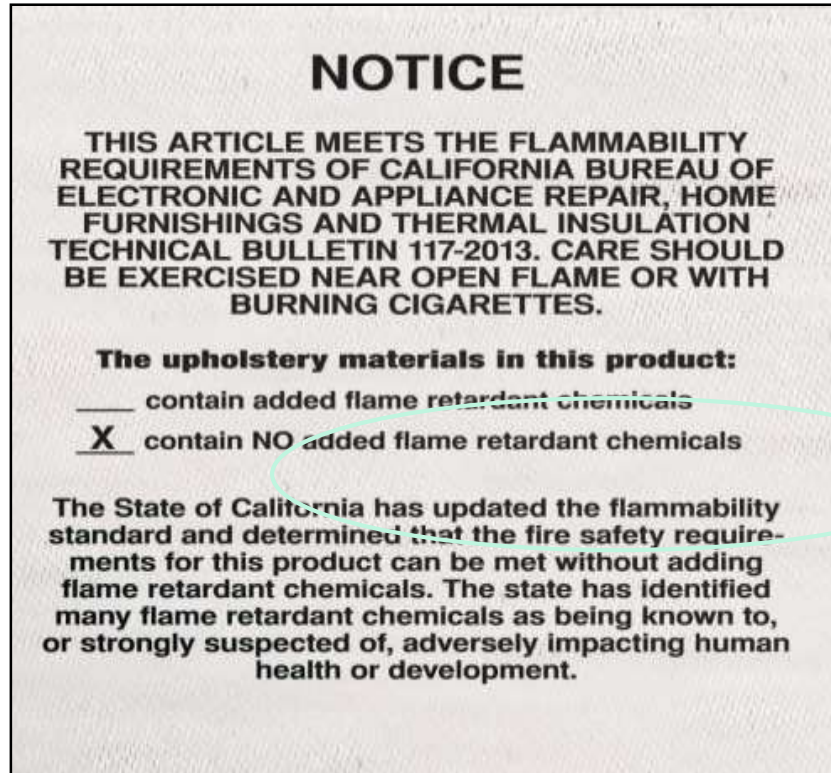 NOTICE
THIS ARTICLE MEETS THE FLAMMABILITY
REQUIREMENTS OF CALIFORNIA BUREAU OF
ELECTRONIC AND APPLIANCE REPAIR, HOME
FURNISHINGS AND THERMAL INSULATION
TECHNICAL BULLETIN 117-2013. CARE SHOULD
BE EXERCISED NEAR OPEN FLAME OR WITH
BURNING CIGARETTES.
The upholstery materials in this product:
___ contain added flame retardant chemicals
_X_ contain NO added flame retardant chemicals
The State of California has updated the flammability
standard and determined that the fire safety require-
ments for this product can be met without adding
flame retardant chemicals. The state has identified
many flame retardant chemicals as being known to,
or strongly suspected of, adversely impacting human
health or development.